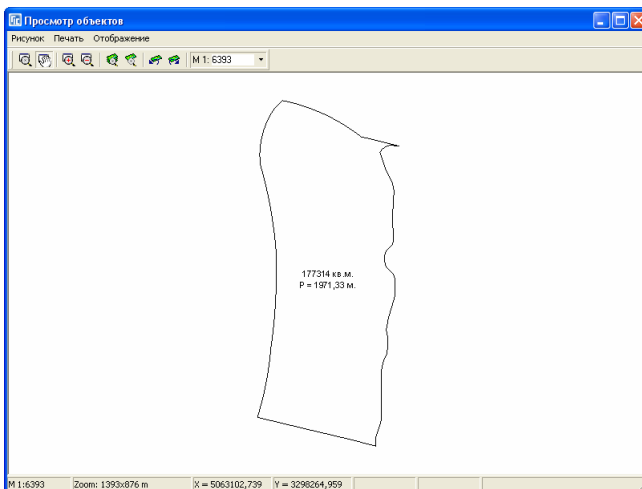 Просмотр объектов
Рисунок Печать Отображение
М 1: 6393
177314 кв.м.
P = 1971,33 м.
М 1:6393 Zoom: 1393x876 m X = 5063102,739 Y = 3298264,959